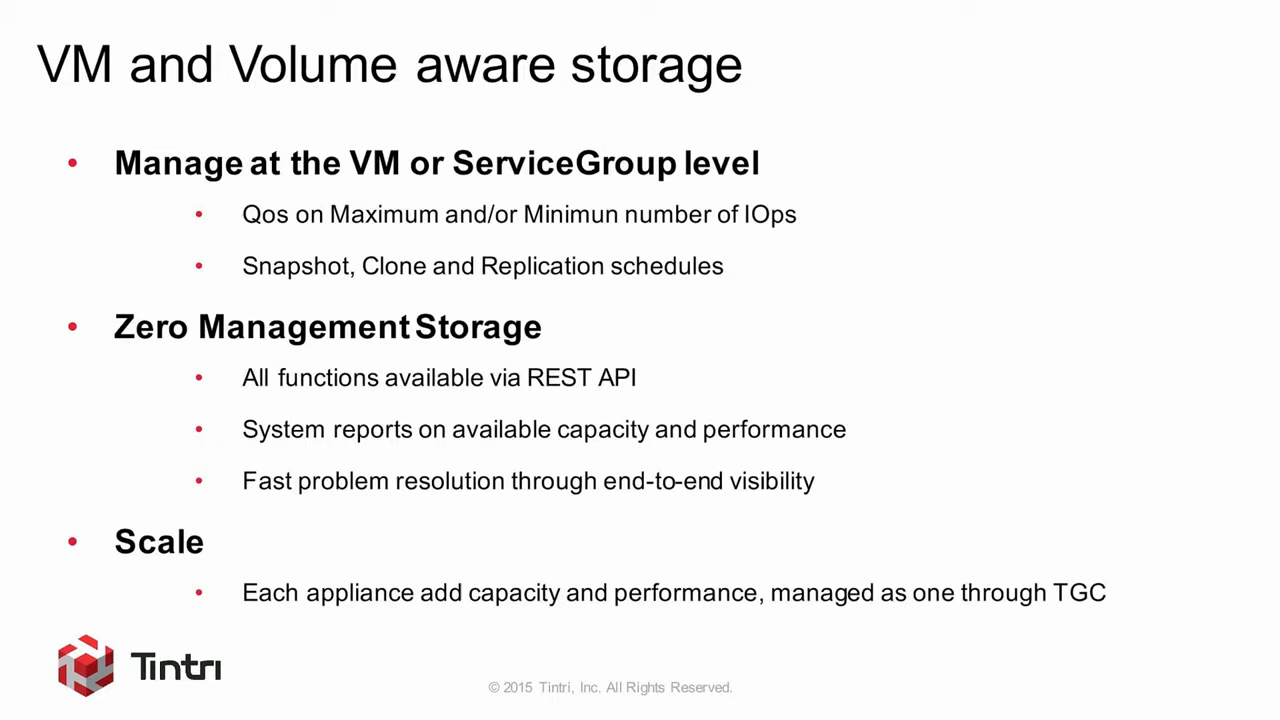 VM and Volume aware storage
• Manage at the VM or ServiceGroup level
• Qos on Maximum and/or Minimun number of IOps
• Snapshot, Clone and Replication schedules
• Zero Management Storage
• All functions available via REST API
• System reports on available capacity and performance
• Fast problem resolution through end-to-end visibility
• Scale
• Each appliance add capacity and performance, managed as one through TGC
Tintri
© 2015 Tintri, Inc. All Rights Reserved.